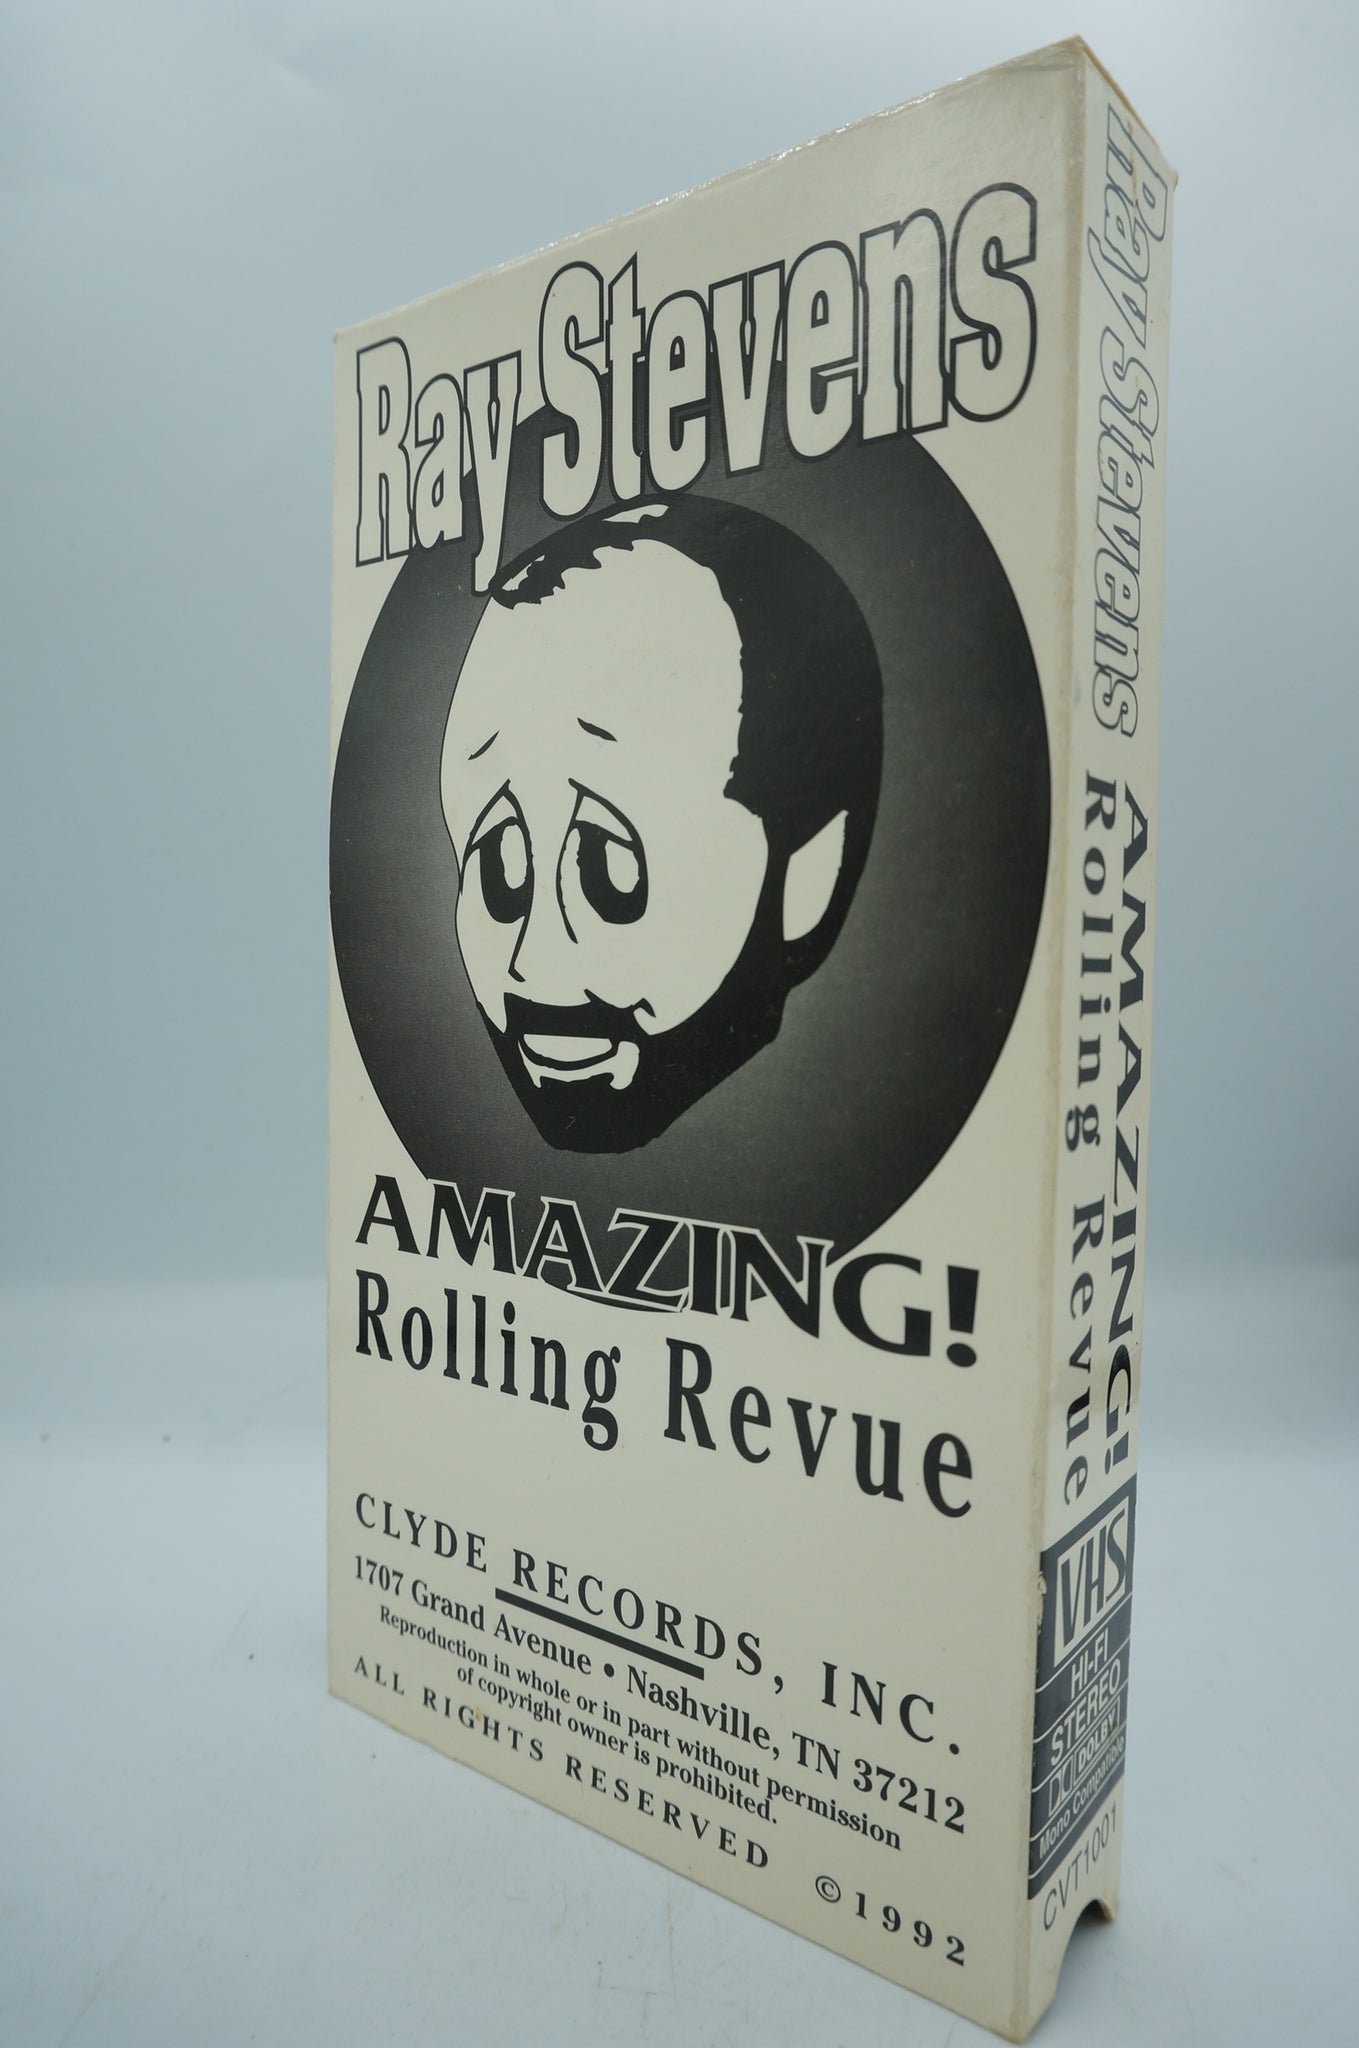 Ray Stevens
AMAZING!
Rolling Revue
CLYDE RECORDS, INC.
1707 Grand Avenue • Nashville, TN 37212
Reproduction in whole or in part without permission
of copyright owner is prohibited.
ALL RIGHTS RESERVED ©1992
Ray Stevens
AMAZING!
Rolling Revue
VHS
HI-FI
STEREO
DOLBY
Mono Compatible
CVT1001